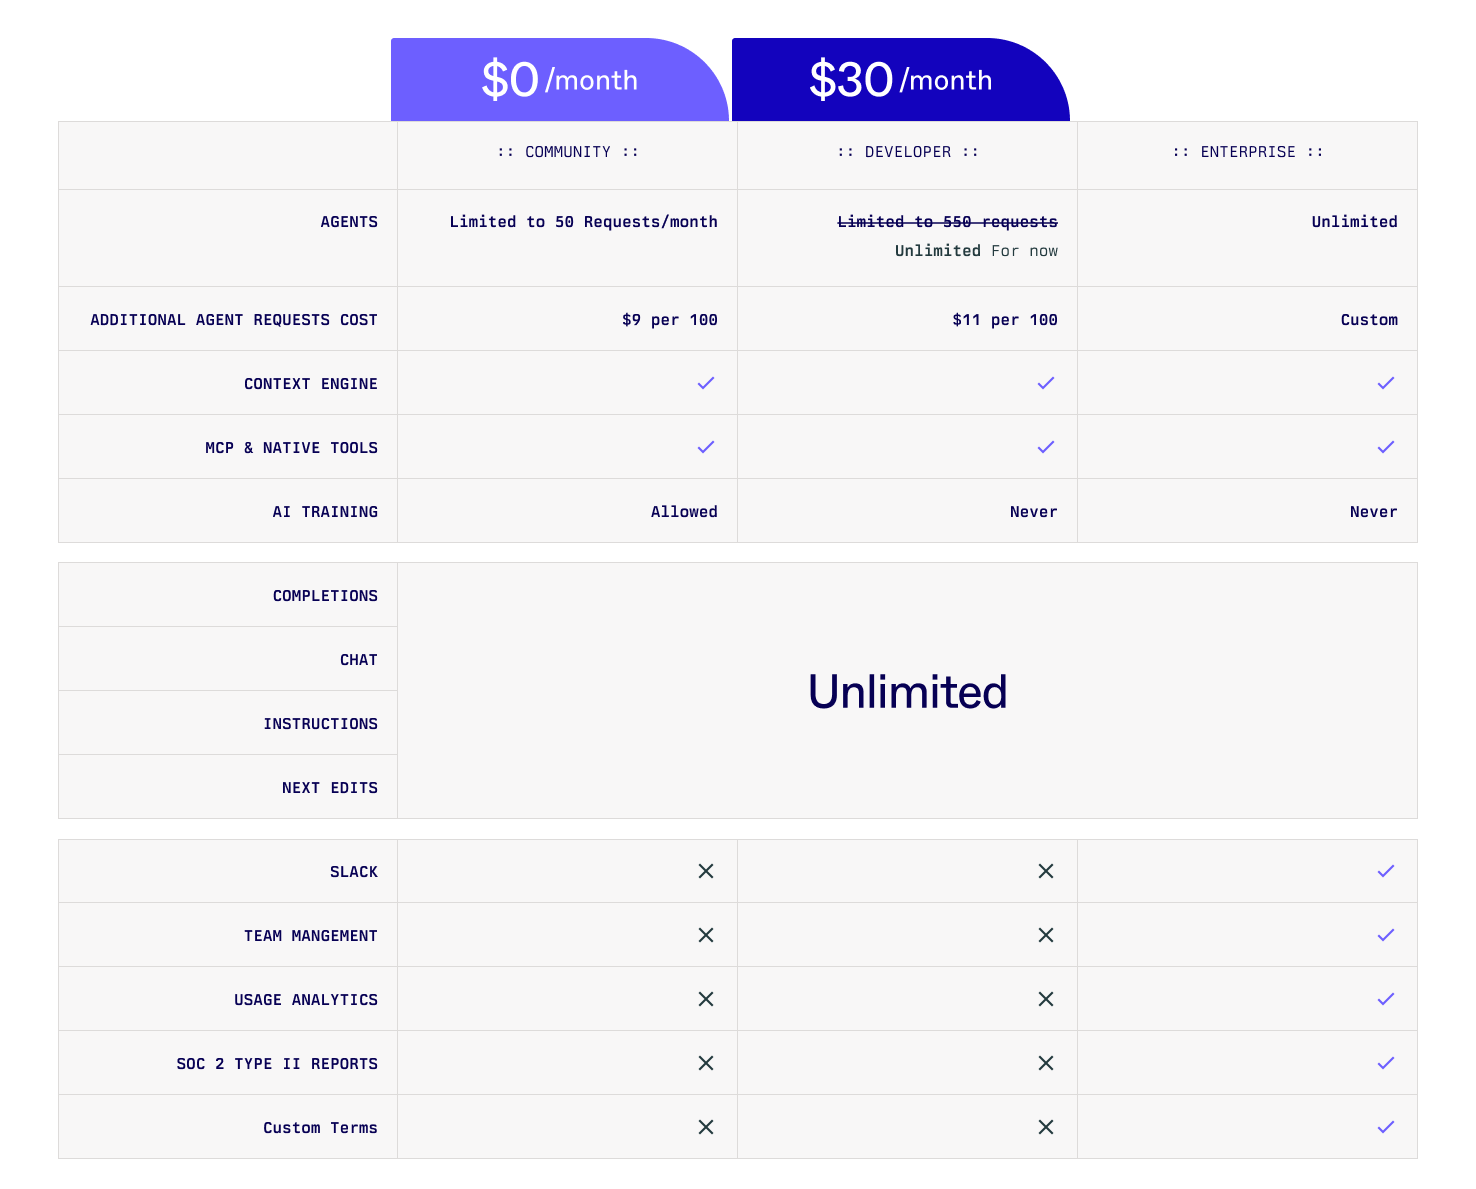 $0 /month
$30 /month
:: COMMUNITY ::
:: DEVELOPER ::
:: ENTERPRISE ::
AGENTS
Limited to 50 Requests/month
Limited to 550 requests
Unlimited For now
Unlimited
ADDITIONAL AGENT REQUESTS COST
$9 per 100
$11 per 100
Custom
CONTEXT ENGINE
MCP & NATIVE TOOLS
AI TRAINING
Allowed
Never
Never
COMPLETIONS
CHAT
INSTRUCTIONS
NEXT EDITS
Unlimited
SLACK
TEAM MANGEMENT
USAGE ANALYTICS
SOC 2 TYPE II REPORTS
Custom Terms